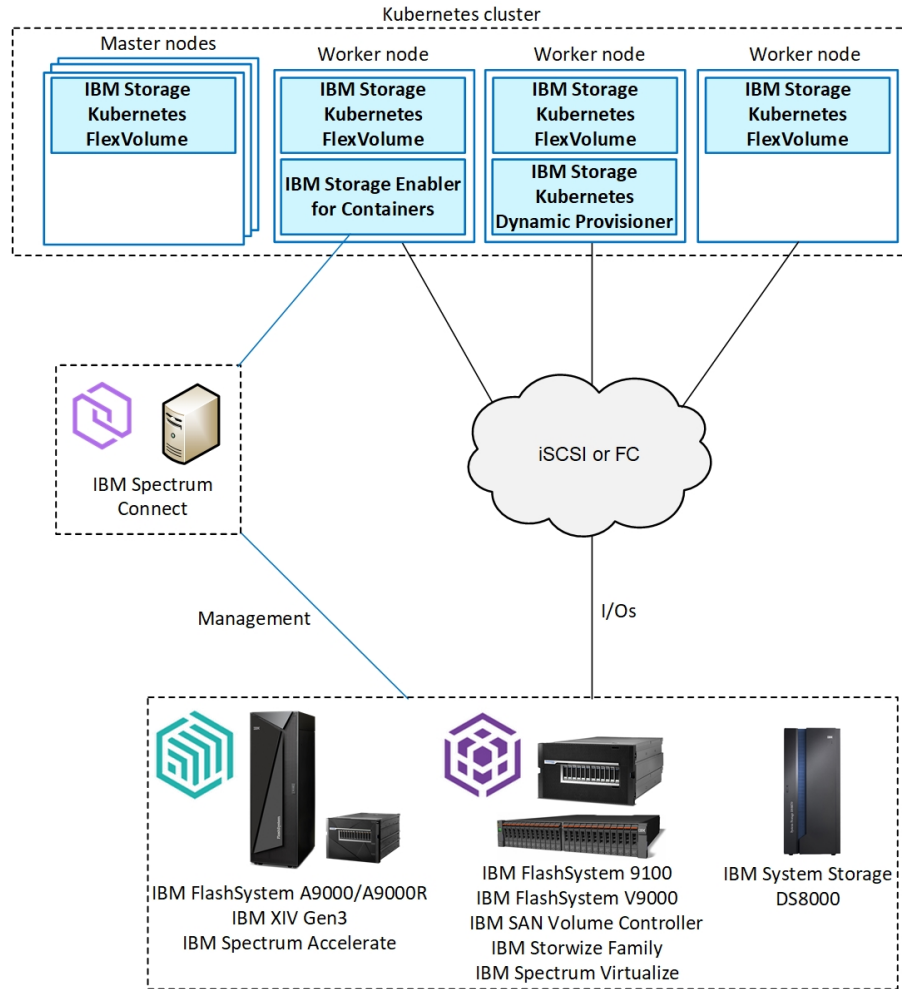 Kubernetes cluster
Master nodes
Worker node
Worker node
Worker node
IBM Storage
Kubernetes
FlexVolume
IBM Storage
Kubernetes
FlexVolume
IBM Storage
Kubernetes
FlexVolume
IBM Storage
Kubernetes
FlexVolume
IBM Storage Enabler
for Containers
IBM Storage
Kubernetes
Dynamic Provisioner
iSCSI or FC
IBM Spectrum
Connect
Management
I/Os
IBM FlashSystem A9000/A9000R
IBM XIV Gen3
IBM Spectrum Accelerate
IBM FlashSystem 9100
IBM FlashSystem V9000
IBM SAN Volume Controller
IBM Storwize Family
IBM Spectrum Virtualize
IBM System Storage
DS8000